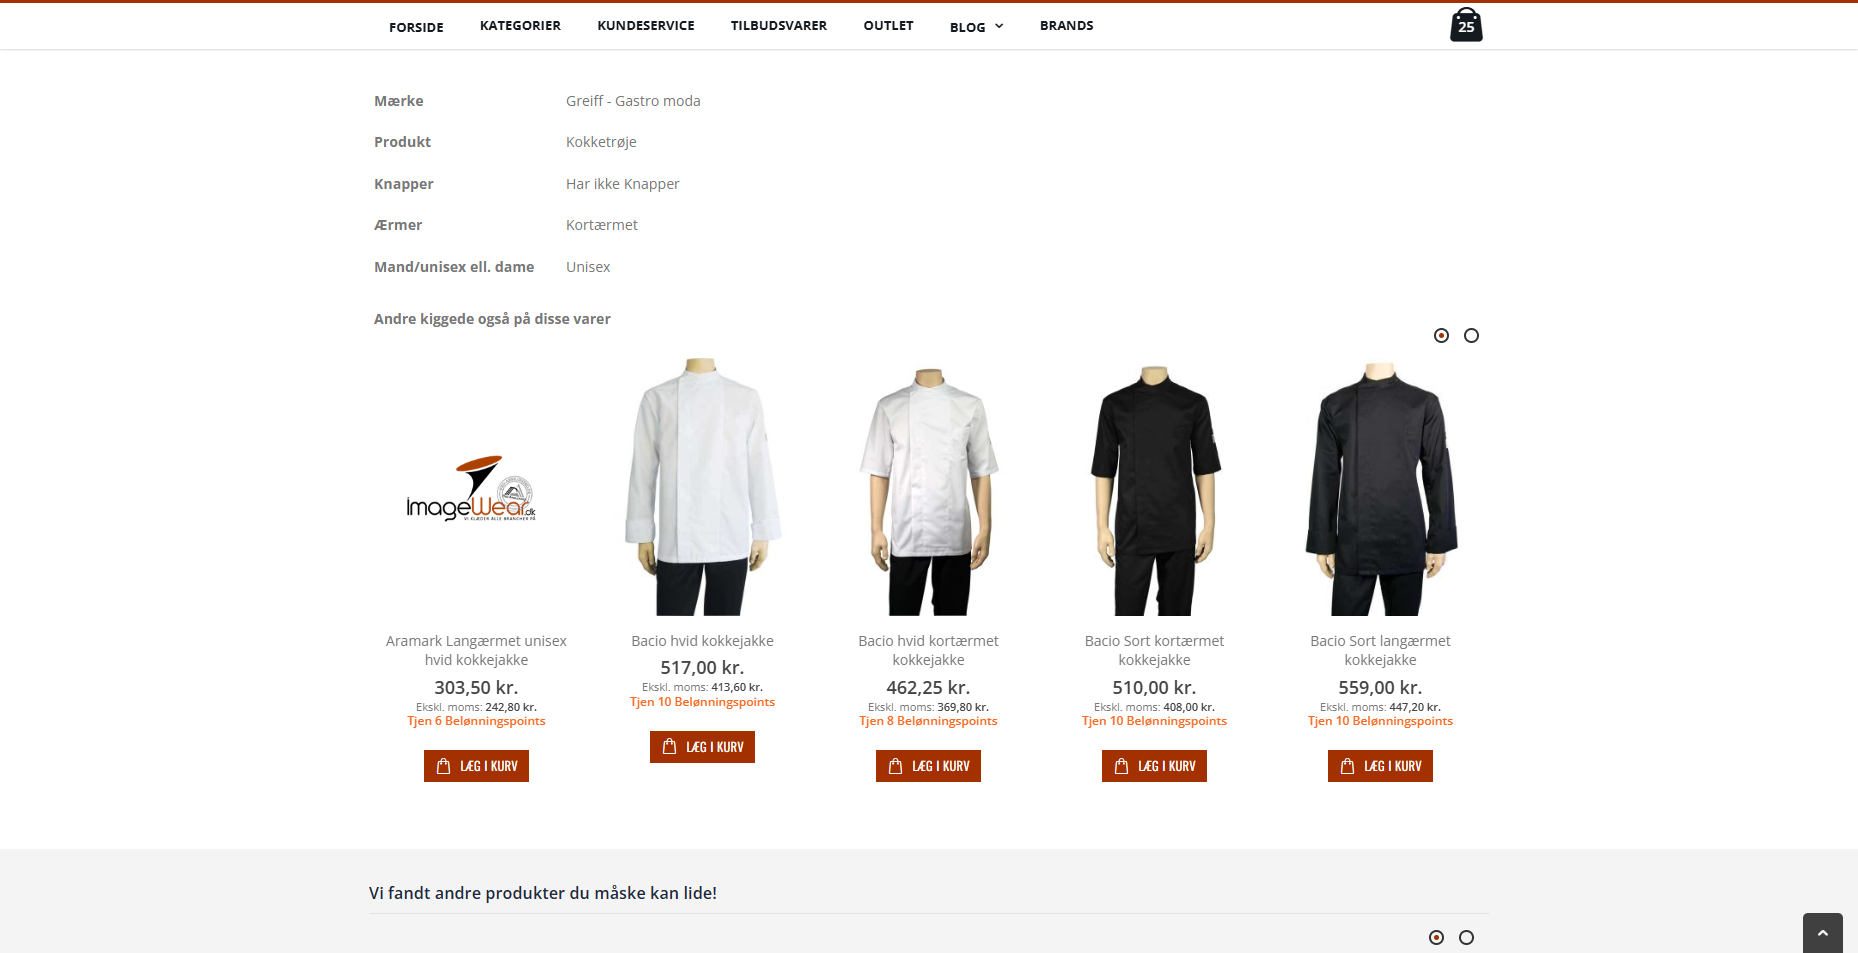 FORSIDE KATEGORIER KUNDESERVICE TILBUDSVARER OUTLET BLOG BRANDS 25
Mærke Greiff - Gastro moda
Produkt Kokketrøje
Knapper Har ikke Knapper
Ærmer Kortærmet
Mand/unisex ell. dame Unisex
Andre kiggede også på disse varer
ImageWear.dk
VI KLÆDER ALLE BRANCHER PÅ
Aramark Langærmet unisex
hvid kokkejakke
303,50 kr.
Ekskl. moms: 242,80 kr.
Tjen 6 Belønningspoints
LÆG I KURV
Bacio hvid kokkejakke
517,00 kr.
Ekskl. moms: 413,60 kr.
Tjen 10 Belønningspoints
LÆG I KURV
Bacio hvid kortærmet
kokkejakke
462,25 kr.
Ekskl. moms: 369,80 kr.
Tjen 8 Belønningspoints
LÆG I KURV
Bacio Sort kortærmet
kokkejakke
510,00 kr.
Ekskl. moms: 408,00 kr.
Tjen 10 Belønningspoints
LÆG I KURV
Bacio Sort langærmet
kokkejakke
559,00 kr.
Ekskl. moms: 447,20 kr.
Tjen 10 Belønningspoints
LÆG I KURV
Vi fandt andre produkter du måske kan lide!